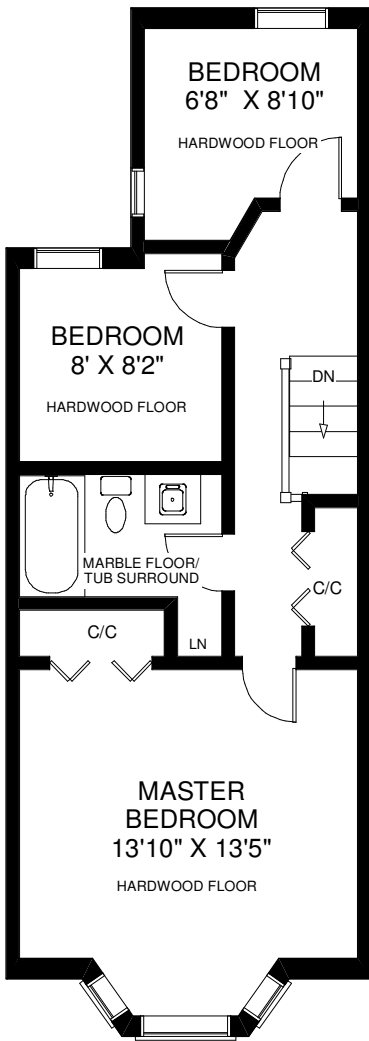 BEDROOM
6'8" X 8'10"
HARDWOOD FLOOR
BEDROOM
8' X 8'2"
HARDWOOD FLOOR
DN
MARBLE FLOOR/
TUB SURROUND
C/C
C/C
LN
MASTER
BEDROOM
13'10" X 13'5"
HARDWOOD FLOOR